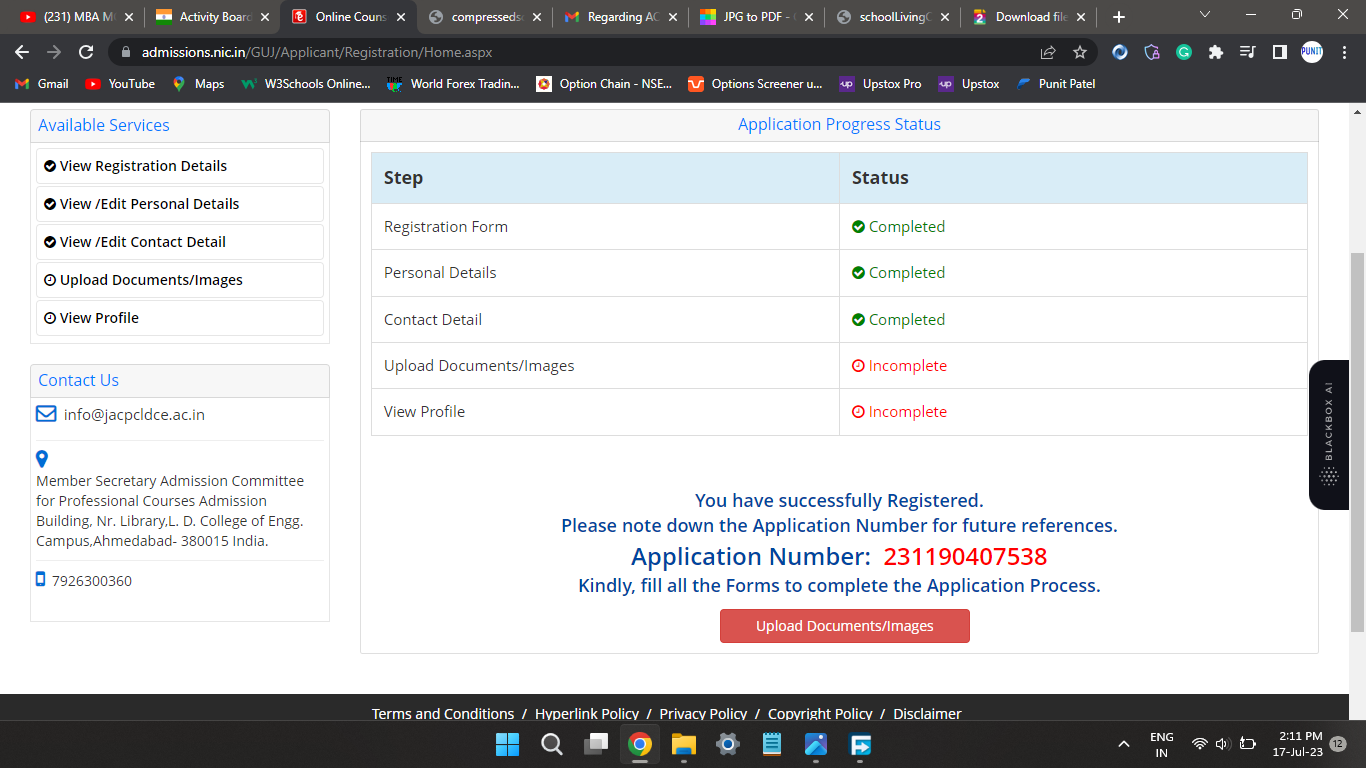 (231) MBA M
Activity Board
Online Couns
compressed
Regarding AC
JPG to PDF -
schoolLiving
Download file
admissions.nic.in/GUJ/Applicant/Registration/Home.aspx
PUNIT
Gmail
YouTube
Maps
W3Schools Online...
World Forex Trading...
Option Chain - NSE...
Options Screener u...
up Upstox Pro
up Upstox
Punit Patel
Available Services
View Registration Details
View /Edit Personal Details
View /Edit Contact Detail
Upload Documents/Images
View Profile
Contact Us
info@jacpcldce.ac.in
Member Secretary Admission Committee
for Professional Courses Admission
Building, Nr. Library,L. D. College of Engg.
Campus,Ahmedabad- 380015 India.
7926300360
Application Progress Status
Step Status
Registration Form Completed
Personal Details Completed
Contact Detail Completed
Upload Documents/Images Incomplete
View Profile Incomplete
You have successfully Registered.
Please note down the Application Number for future references.
Application Number: 231190407538
Kindly, fill all the Forms to complete the Application Process.
Upload Documents/Images
BLACKBOX AI
Terms and Conditions / Hyperlink Policy / Privacy Policy / Copyright Policy / Disclaimer
ENG
IN
2:11 PM
17-Jul-23
12